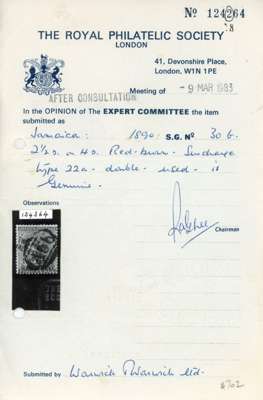 Nº 124264
THE ROYAL PHILATELIC SOCIETY
LONDON
41, Devonshire Place,
London, W1N 1PE
Meeting of - 9 MAR 1983
AFTER CONSULTATION
In the OPINION of The EXPERT COMMITTEE the item
submitted as
Jamaica: 1890: S.G. Nº 30 b.
2½d. on 4d. Red-brown. Surcharge
type 22a - double - used - is
Genuine.
Observations
124264
Chairman
Submitted by Warwick & Warwick Ltd.